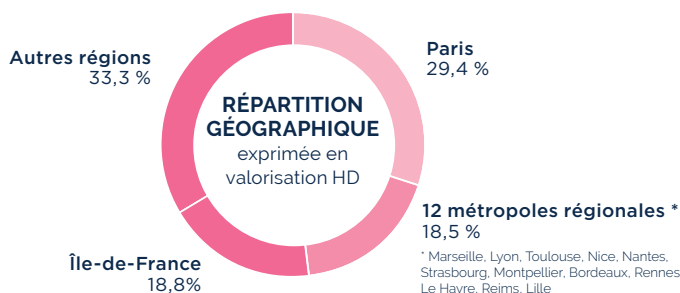 RÉPARTITION
GÉOGRAPHIQUE
exprimée en
valorisation HD
Paris
29,4 %
12 métropoles régionales *
18,5 %
* Marseille, Lyon, Toulouse, Nice, Nantes,
Strasbourg, Montpellier, Bordeaux, Rennes
Le Havre, Reims, Lille
Île-de-France
18,8%
Autres régions
33,3 %